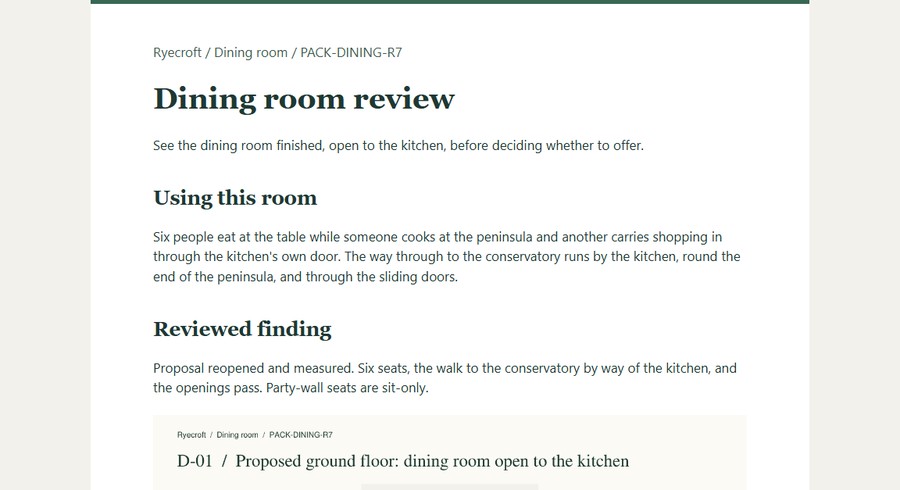 Ryecroft / Dining room / PACK-DINING-R7
Dining room review
See the dining room finished, open to the kitchen, before deciding whether to offer.
Using this room
Six people eat at the table while someone cooks at the peninsula and another carries shopping in
through the kitchen's own door. The way through to the conservatory runs by the kitchen, round the
end of the peninsula, and through the sliding doors.
Reviewed finding
Proposal reopened and measured. Six seats, the walk to the conservatory by way of the kitchen, and
the openings pass. Party-wall seats are sit-only.
Ryecroft / Dining room / PACK-DINING-R7
D-01 / Proposed ground floor: dining room open to the kitchen